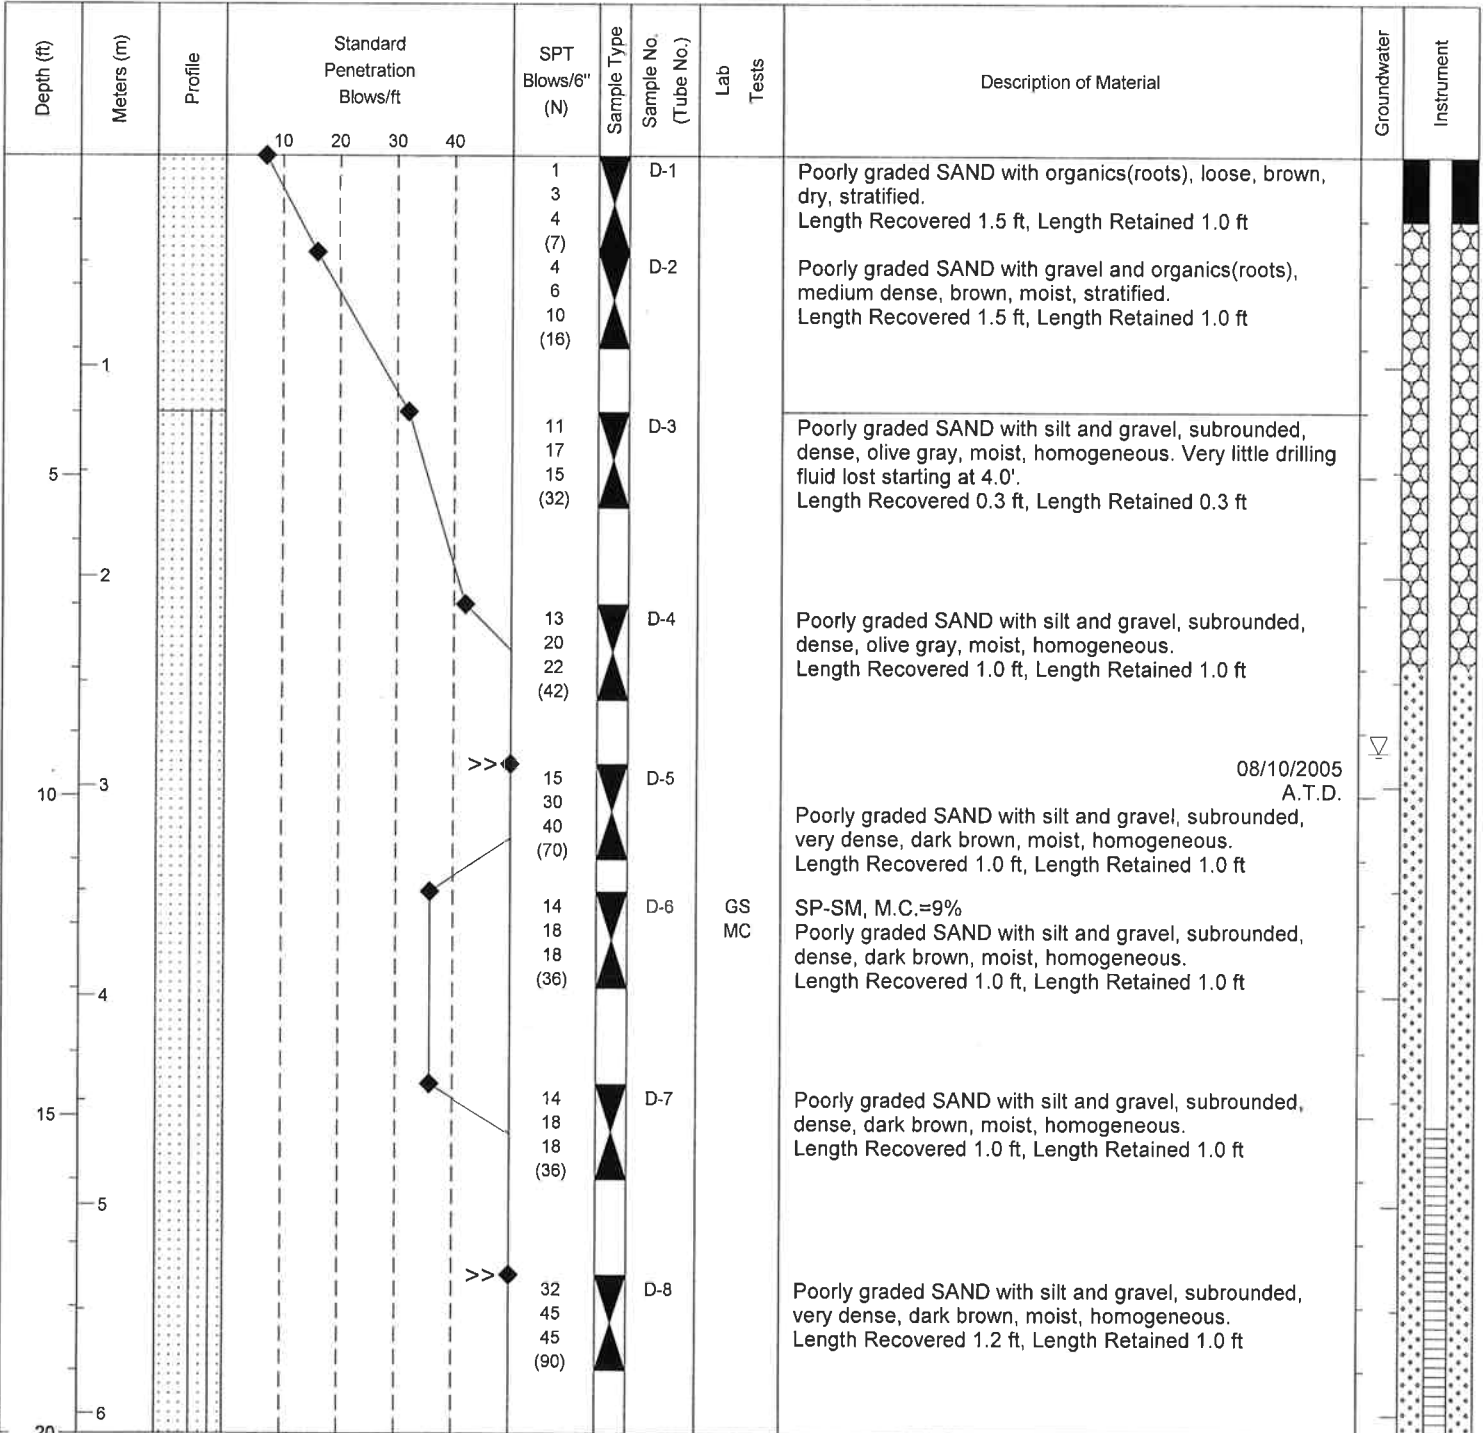 Depth (ft)
Meters (m)
Profile
Standard
Penetration
Blows/ft
SPT
Blows/6"
(N)
Sample Type
Sample No.
(Tube No.)
Lab
Tests
Description of Material
Groundwater
Instrument
10 20 30 40
1
3
4
(7)
D-1
Poorly graded SAND with organics(roots), loose, brown,
dry, stratified.
Length Recovered 1.5 ft, Length Retained 1.0 ft
4
6
10
(16)
D-2
Poorly graded SAND with gravel and organics(roots),
medium dense, brown, moist, stratified.
Length Recovered 1.5 ft, Length Retained 1.0 ft
1
11
17
15
(32)
D-3
Poorly graded SAND with silt and gravel, subrounded,
dense, olive gray, moist, homogeneous. Very little drilling
fluid lost starting at 4.0'.
Length Recovered 0.3 ft, Length Retained 0.3 ft
5
2
13
20
22
(42)
D-4
Poorly graded SAND with silt and gravel, subrounded,
dense, olive gray, moist, homogeneous.
Length Recovered 1.0 ft, Length Retained 1.0 ft
>>
08/10/2005
A.T.D.
10
3
15
30
40
(70)
D-5
Poorly graded SAND with silt and gravel, subrounded,
very dense, dark brown, moist, homogeneous.
Length Recovered 1.0 ft, Length Retained 1.0 ft
14
18
18
(36)
D-6
GS
MC
SP-SM, M.C.=9%
Poorly graded SAND with silt and gravel, subrounded,
dense, dark brown, moist, homogeneous.
Length Recovered 1.0 ft, Length Retained 1.0 ft
4
15
14
18
18
(36)
D-7
Poorly graded SAND with silt and gravel, subrounded,
dense, dark brown, moist, homogeneous.
Length Recovered 1.0 ft, Length Retained 1.0 ft
5
>>
32
45
45
(90)
D-8
Poorly graded SAND with silt and gravel, subrounded,
very dense, dark brown, moist, homogeneous.
Length Recovered 1.2 ft, Length Retained 1.0 ft
6
20